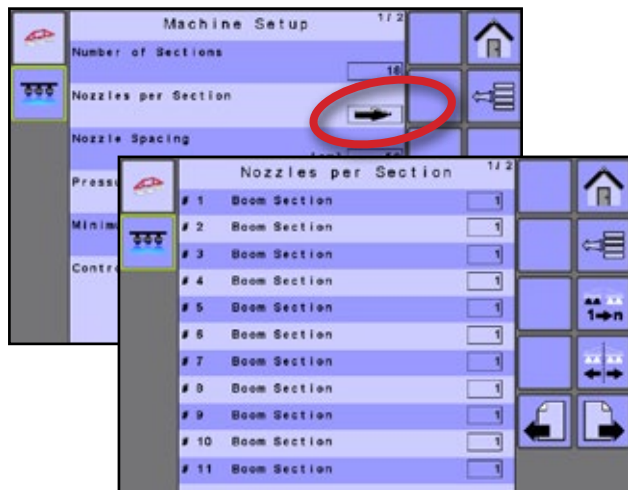 Machine Setup 1/2
Number of Sections
16
Nozzles per Section
Nozzle Spacing
Nozzles per Section 1/2
# 1 Boom Section 1
# 2 Boom Section 1
# 3 Boom Section 1
# 4 Boom Section 1
# 5 Boom Section 1
# 6 Boom Section 1
# 7 Boom Section 1
# 8 Boom Section 1
# 9 Boom Section 1
# 10 Boom Section 1
# 11 Boom Section 1
Press
Minim
Contr
1 n